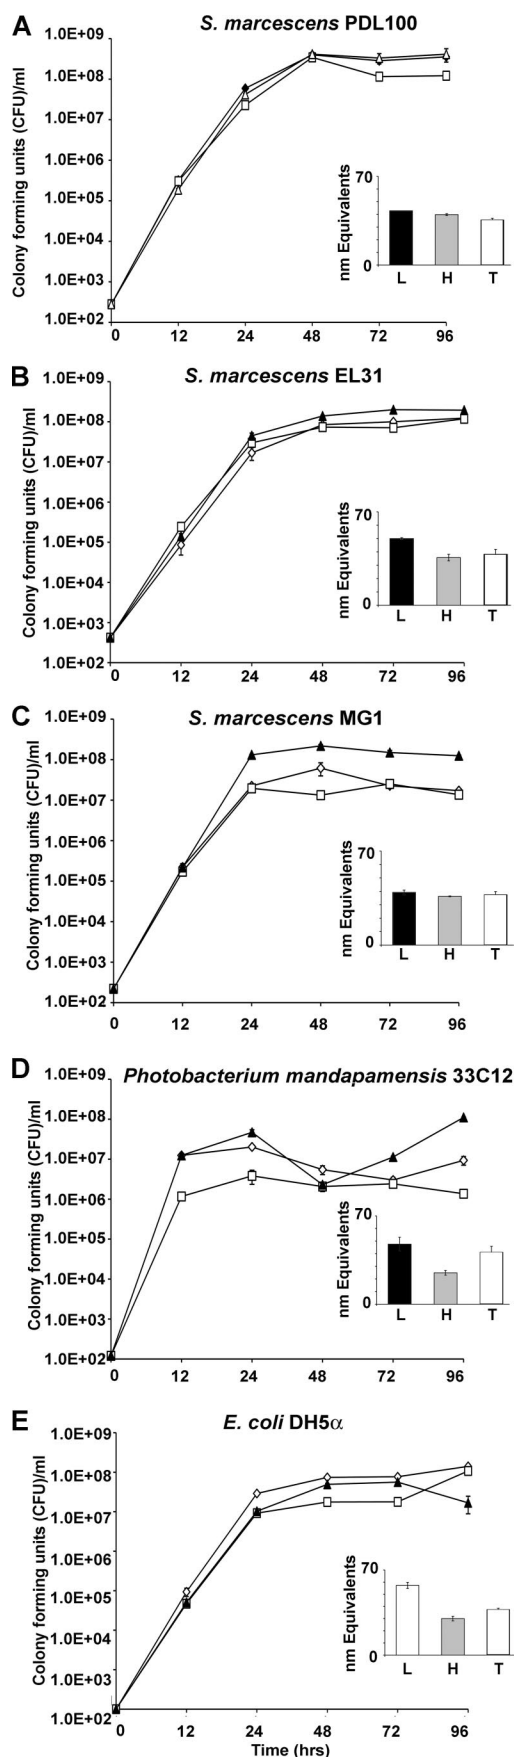 A
S. marcescens PDL100
Colony forming units (CFU)/ml
1.0E+09
1.0E+08
1.0E+07
1.0E+06
1.0E+05
1.0E+04
1.0E+03
1.0E+02
0 12 24 48 72 96
nm Equivalents
70
0
L H T
B
S. marcescens EL31
Colony forming units (CFU)/ml
1.0E+09
1.0E+08
1.0E+07
1.0E+06
1.0E+05
1.0E+04
1.0E+03
1.0E+02
0 12 24 48 72 96
nm Equivalents
70
0
L H T
C
S. marcescens MG1
Colony forming units (CFU)/ml
1.0E+09
1.0E+08
1.0E+07
1.0E+06
1.0E+05
1.0E+04
1.0E+03
1.0E+02
0 12 24 48 72 96
nm Equivalents
70
0
L H T
D
Photobacterium mandapamensis 33C12
Colony forming units (CFU)/ml
1.0E+09
1.0E+08
1.0E+07
1.0E+06
1.0E+05
1.0E+04
1.0E+03
1.0E+02
0 12 24 48 72 96
nm Equivalents
70
0
L H T
E
E. coli DH5α
Colony forming units (CFU)/ml
1.0E+09
1.0E+08
1.0E+07
1.0E+06
1.0E+05
1.0E+04
1.0E+03
1.0E+02
0 12 24 48 72 96
Time (hrs)
nm Equivalents
70
0
L H T